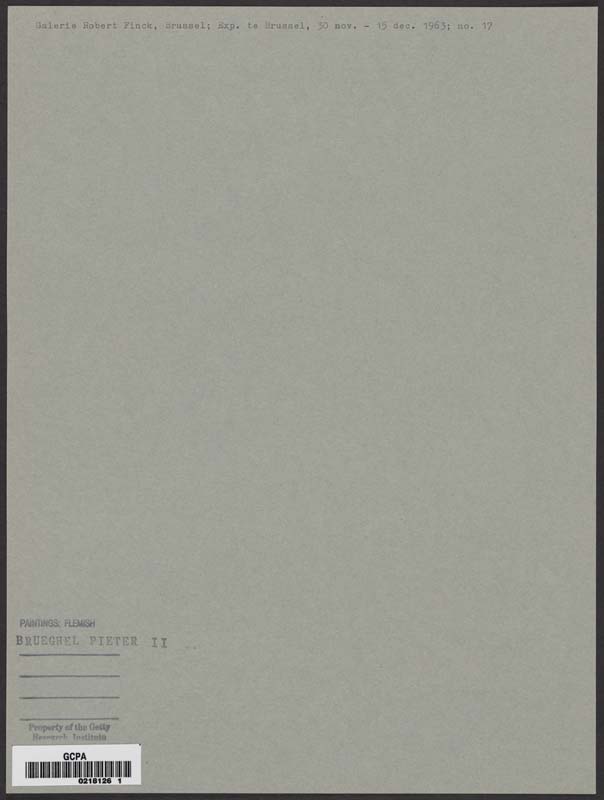 Galerie Robert Finck, Brussel; Exp. te Brussel, 30 nov. - 15 dec. 1963; no. 17
PAINTINGS: FLEMISH
BRUEGHEL PIETER II
Property of the Getty
Research Institute
GCPA
0218126 1